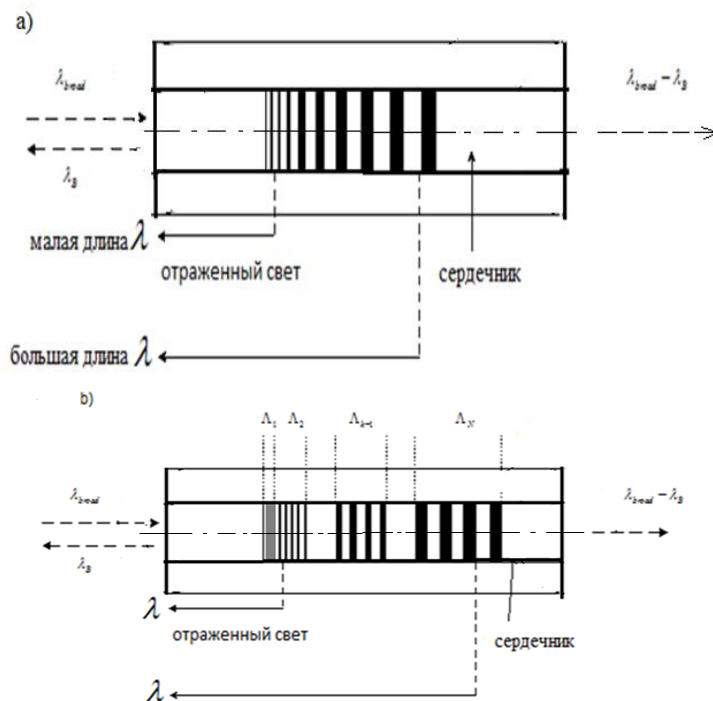 a)
λbroad
λbroad − λB
λB
малая длина λ
отраженный свет
сердечник
большая длина λ
b)
Λ1 Λ2 Λk−1 ΛN
λbroad
λbroad − λB
λB
λ
отраженный свет
сердечник
λ